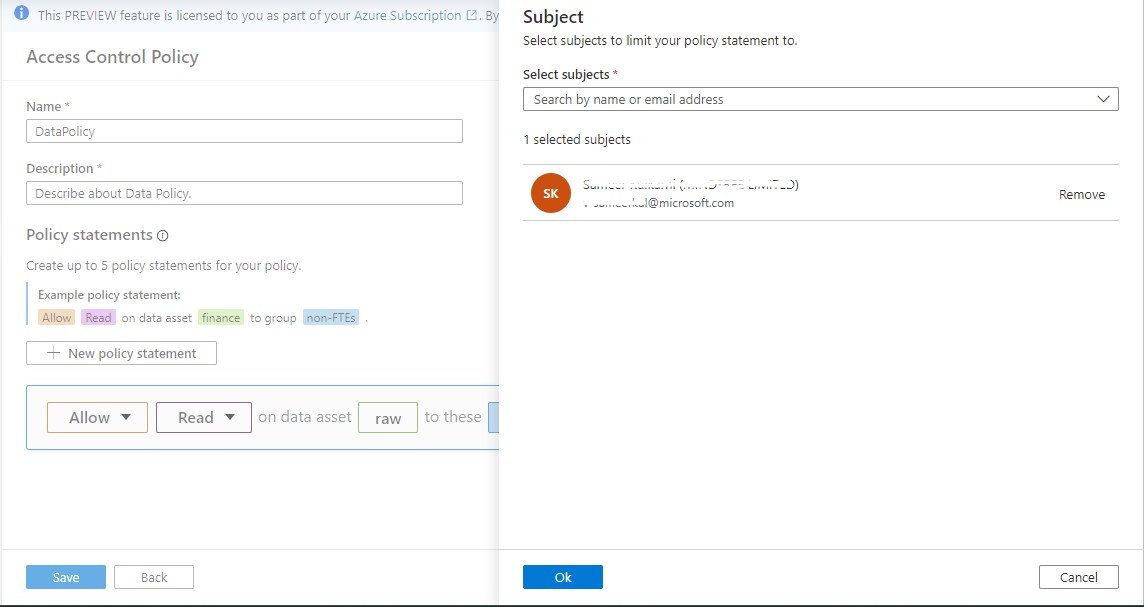 This PREVIEW feature is licensed to you as part of your Azure Subscription. By
Access Control Policy
Name *
DataPolicy
Description *
Describe about Data Policy.
Policy statements
Create up to 5 policy statements for your policy.
Example policy statement:
Allow Read on data asset finance to group non-FTEs .
+ New policy statement
Allow Read on data asset raw to these
Save Back
Subject
Select subjects to limit your policy statement to.
Select subjects *
Search by name or email address
1 selected subjects
SK
@microsoft.com
Remove
Ok Cancel